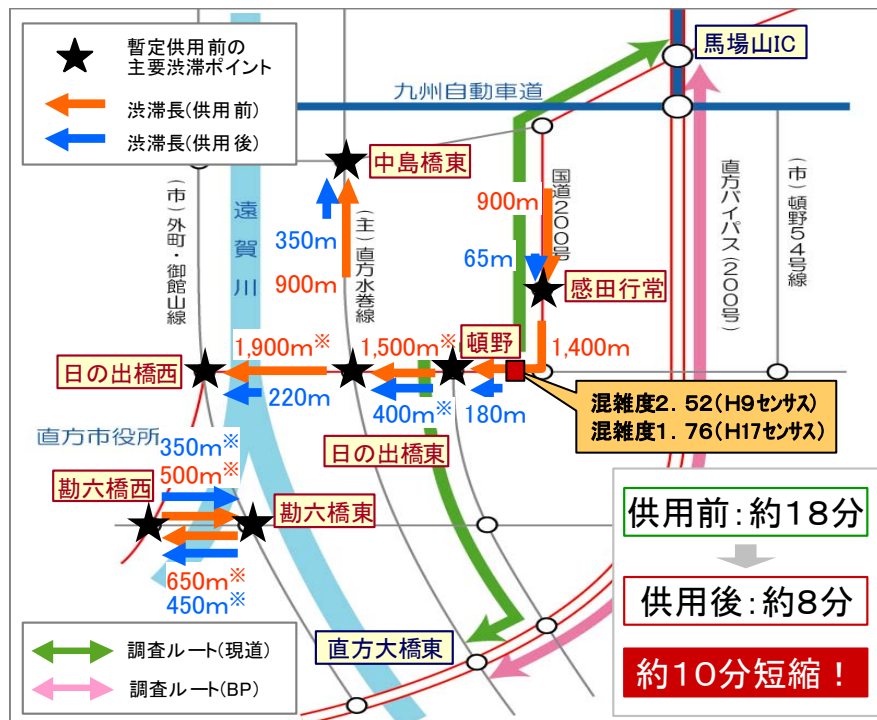 暫定供用前の
主要渋滞ポイント
渋滞長(供用前)
渋滞長(供用後)
馬場山IC
九州自動車道
中島橋東
国道200号
直方バイパス(200号)
(市)頓野54号線
(市)外町・御館山線
遠賀川
(主)直方水巻線
350m
900m
900m
65m
感田行常
1,900m※
1,500m※
頓野
1,400m
日の出橋西
220m
400m※
180m
混雑度2.52(H9センサス)
混雑度1.76(H17センサス)
日の出橋東
直方市役所
350m※
500m※
勘六橋西
勘六橋東
650m※
450m※
供用前:約18分
供用後:約8分
約10分短縮!
直方大橋東
調査ルート(現道)
調査ルート(BP)